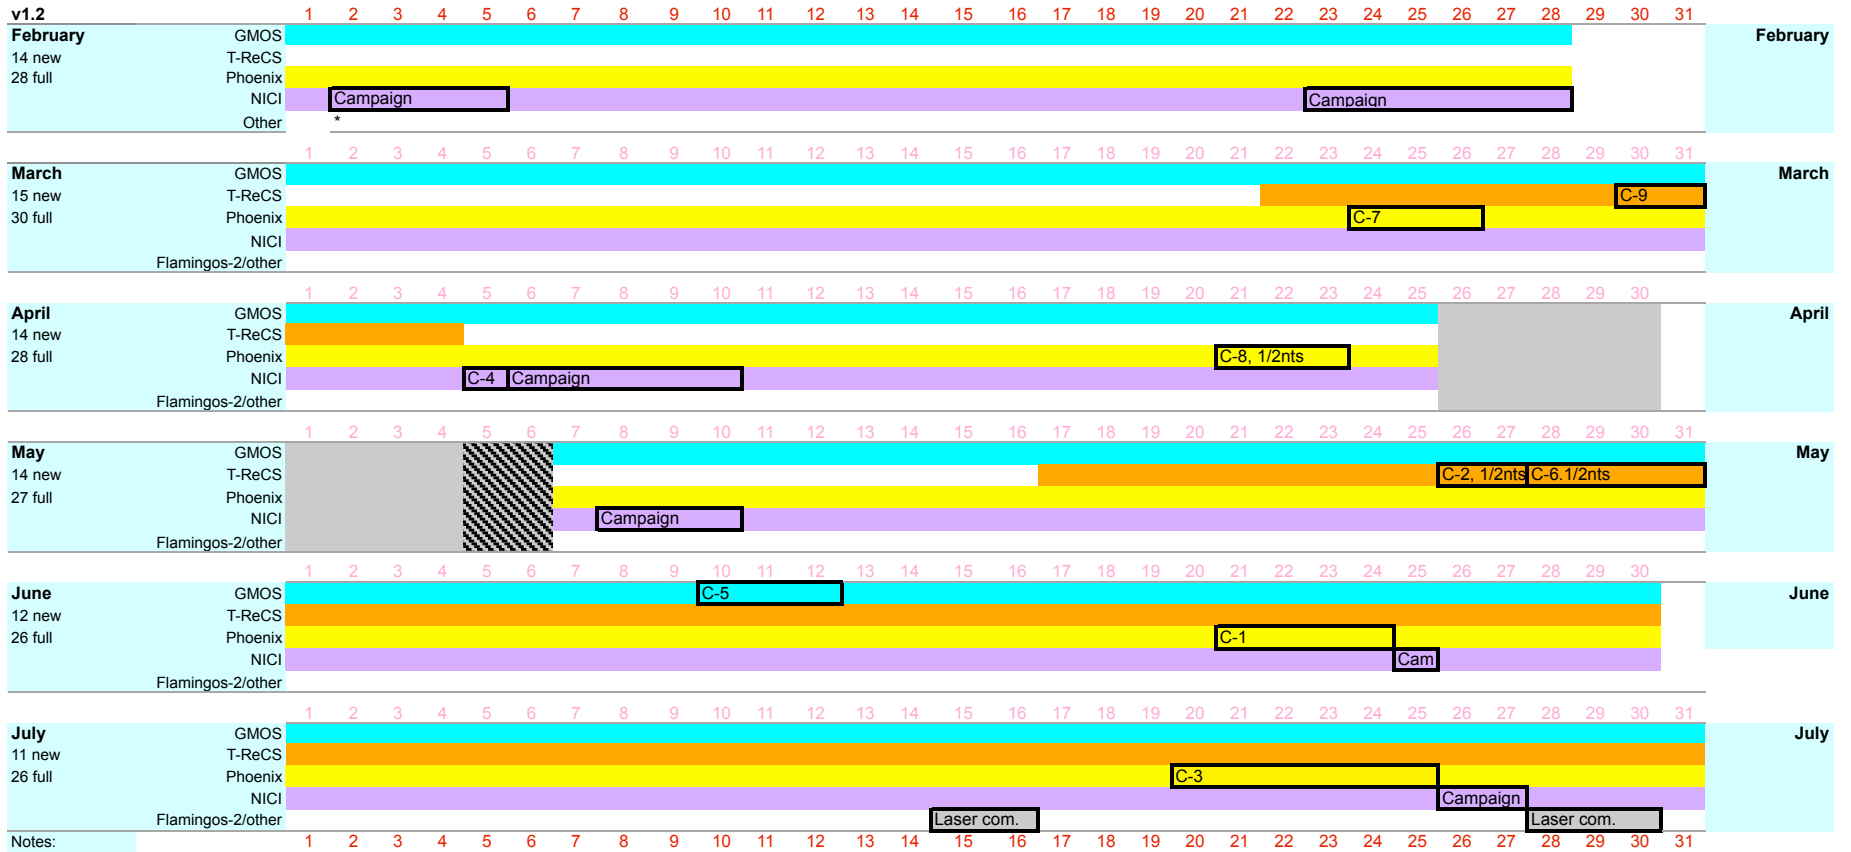 v1.2 1 2 3 4 5 6 7 8 9 10 11 12 13 14 15 16 17 18 19 20 21 22 23 24 25 26 27 28 29 30 31
February GMOS February
14 new T-ReCS
28 full Phoenix
NICI Campaign Campaign
Other *
1 2 3 4 5 6 7 8 9 10 11 12 13 14 15 16 17 18 19 20 21 22 23 24 25 26 27 28 29 30 31
March GMOS March
15 new T-ReCS C-9
30 full Phoenix C-7
NICI
Flamingos-2/other
1 2 3 4 5 6 7 8 9 10 11 12 13 14 15 16 17 18 19 20 21 22 23 24 25 26 27 28 29 30
April GMOS April
14 new T-ReCS
28 full Phoenix C-8, 1/2nts
NICI C-4 Campaign
Flamingos-2/other
1 2 3 4 5 6 7 8 9 10 11 12 13 14 15 16 17 18 19 20 21 22 23 24 25 26 27 28 29 30 31
May GMOS May
14 new T-ReCS C-2, 1/2nts C-6.1/2nts
27 full Phoenix
NICI Campaign
Flamingos-2/other
1 2 3 4 5 6 7 8 9 10 11 12 13 14 15 16 17 18 19 20 21 22 23 24 25 26 27 28 29 30
June GMOS C-5 June
12 new T-ReCS
26 full Phoenix C-1
NICI Cam
Flamingos-2/other
1 2 3 4 5 6 7 8 9 10 11 12 13 14 15 16 17 18 19 20 21 22 23 24 25 26 27 28 29 30 31
July GMOS July
11 new T-ReCS
26 full Phoenix C-3
NICI Campaign
Flamingos-2/other Laser com. Laser com.
Notes: 1 2 3 4 5 6 7 8 9 10 11 12 13 14 15 16 17 18 19 20 21 22 23 24 25 26 27 28 29 30 31